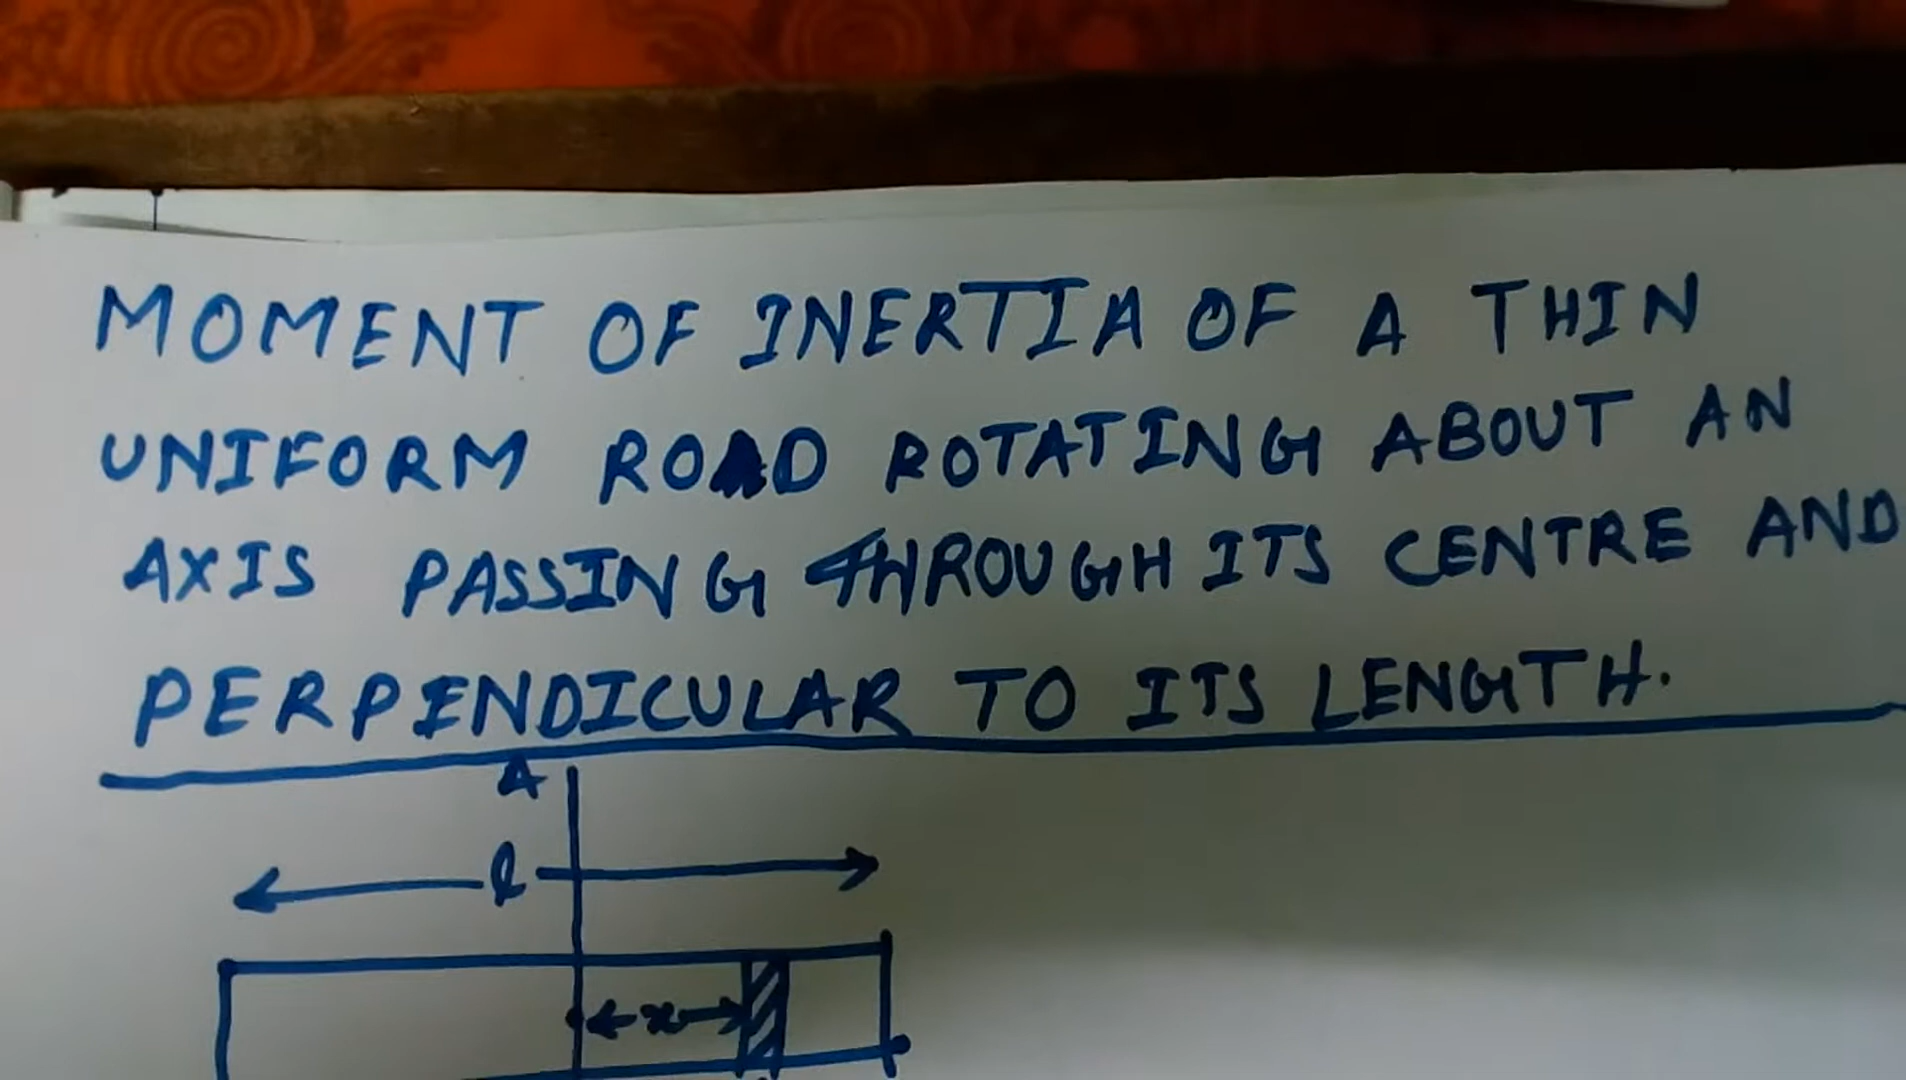 MOMENT OF INERTIA OF A THIN
UNIFORM ROAD ROTATING ABOUT AN
AXIS PASSING THROUGH ITS CENTRE AND
PERPENDICULAR TO ITS LENGTH.
A
l
x